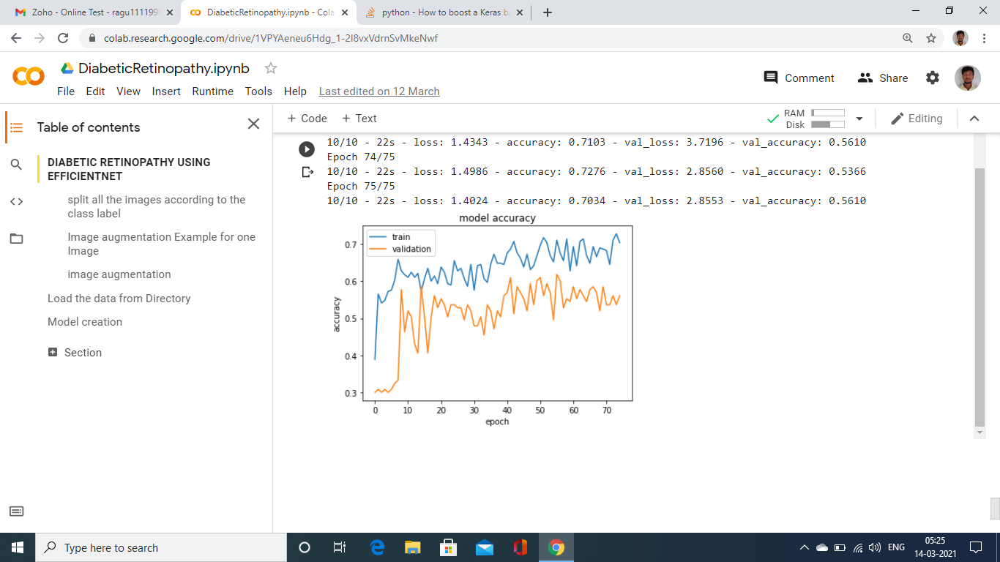 Zoho - Online Test - ragu111199
DiabeticRetinopathy.ipynb - Cola
python - How to boost a Keras b
colab.research.google.com/drive/1VPYAeneu6Hdg_1-2I8vxVdrnSvMkeNwf
DiabeticRetinopathy.ipynb
Comment
Share
File Edit View Insert Runtime Tools Help Last edited on 12 March
Table of contents
+ Code + Text
RAM
Disk
Editing
DIABETIC RETINOPATHY USING
EFFICIENTNET
split all the images according to the
class label
Image augmentation Example for one
Image
image augmentation
Load the data from Directory
Model creation
Section
10/10 - 22s - loss: 1.4343 - accuracy: 0.7103 - val_loss: 3.7196 - val_accuracy: 0.5610
Epoch 74/75
10/10 - 22s - loss: 1.4986 - accuracy: 0.7276 - val_loss: 2.8560 - val_accuracy: 0.5366
Epoch 75/75
10/10 - 22s - loss: 1.4024 - accuracy: 0.7034 - val_loss: 2.8553 - val_accuracy: 0.5610
model accuracy
train
validation
0.7
0.6
0.5
0.4
0.3
accuracy
0 10 20 30 40 50 60 70
epoch
Type here to search
ENG
05:25
14-03-2021